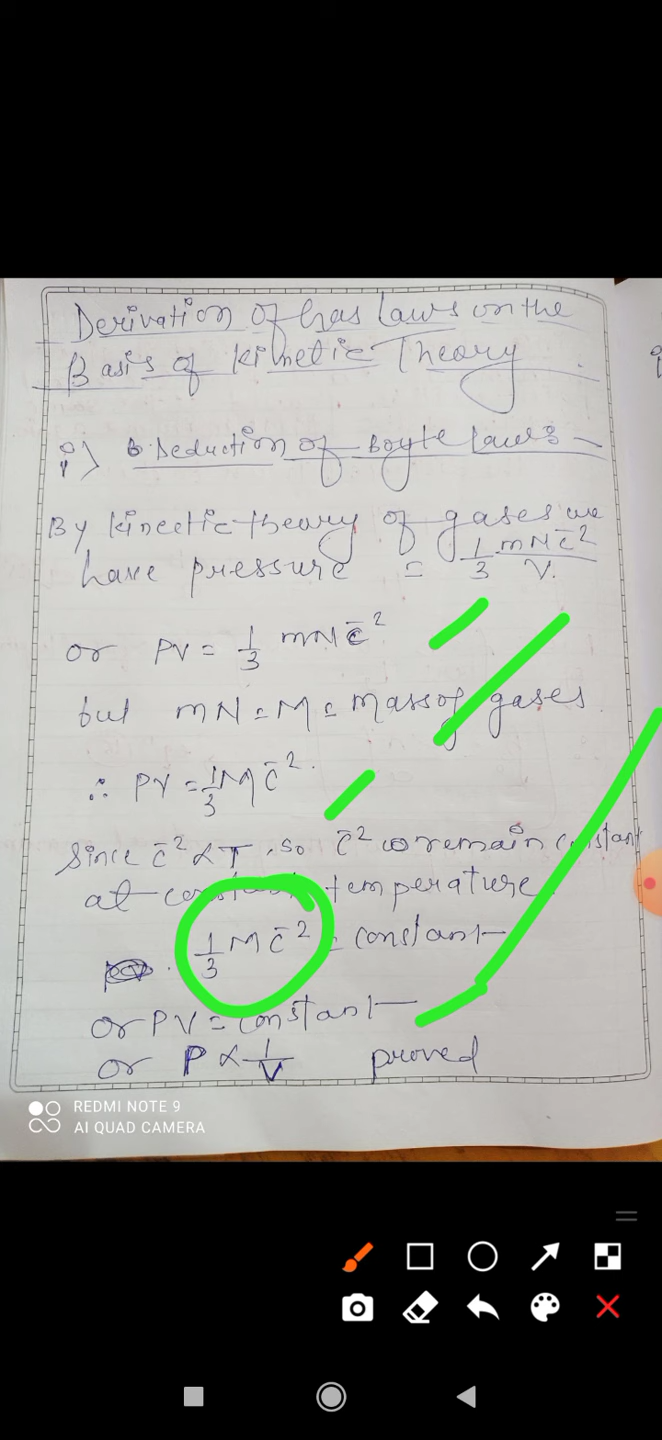 Derivation of Gas Laws on the
Basis of Kinetic Theory
i) Deduction of Boyle Laws -
By Kinectic theory of gases we
have pressure = 1/3 mNc̄²/V.
or PV = 1/3 mNc̄²
but mN = M = Mass of gases
∴ PV = 1/3 Mc̄².
Since c̄² ∝ T so c̄² remain constant
at constant temperature
1/3 Mc̄² = constant
or PV = constant
or P ∝ 1/V proved
REDMI NOTE 9
AI QUAD CAMERA